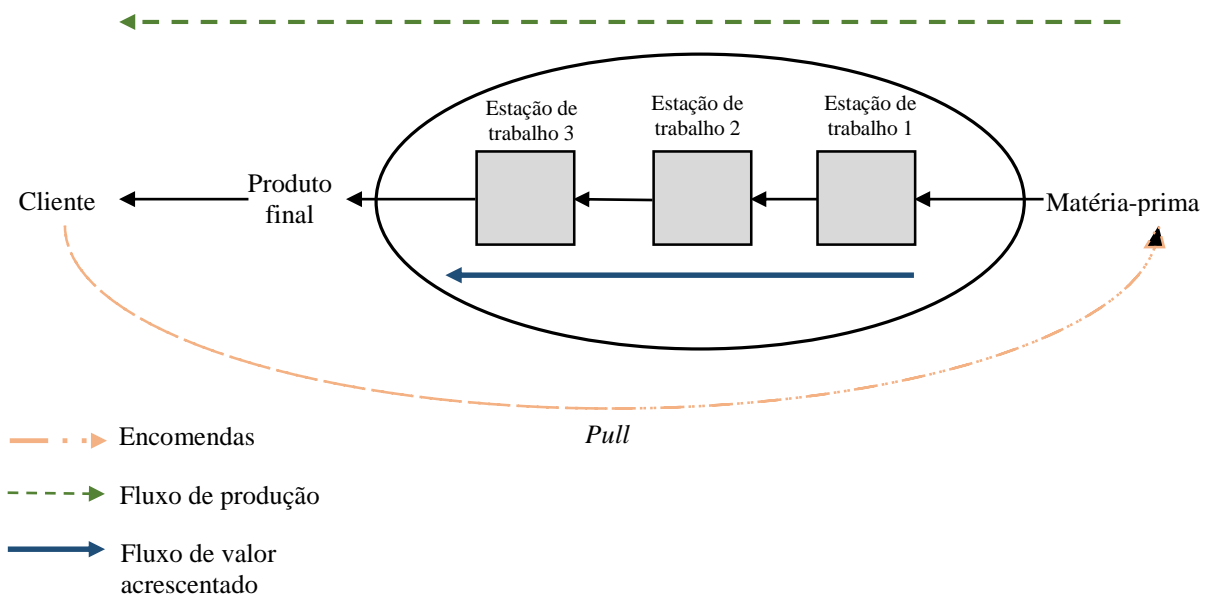 Estação de
trabalho 3
Estação de
trabalho 2
Estação de
trabalho 1
Cliente
Produto
final
Matéria-prima
Pull
Encomendas
Fluxo de produção
Fluxo de valor
acrescentado